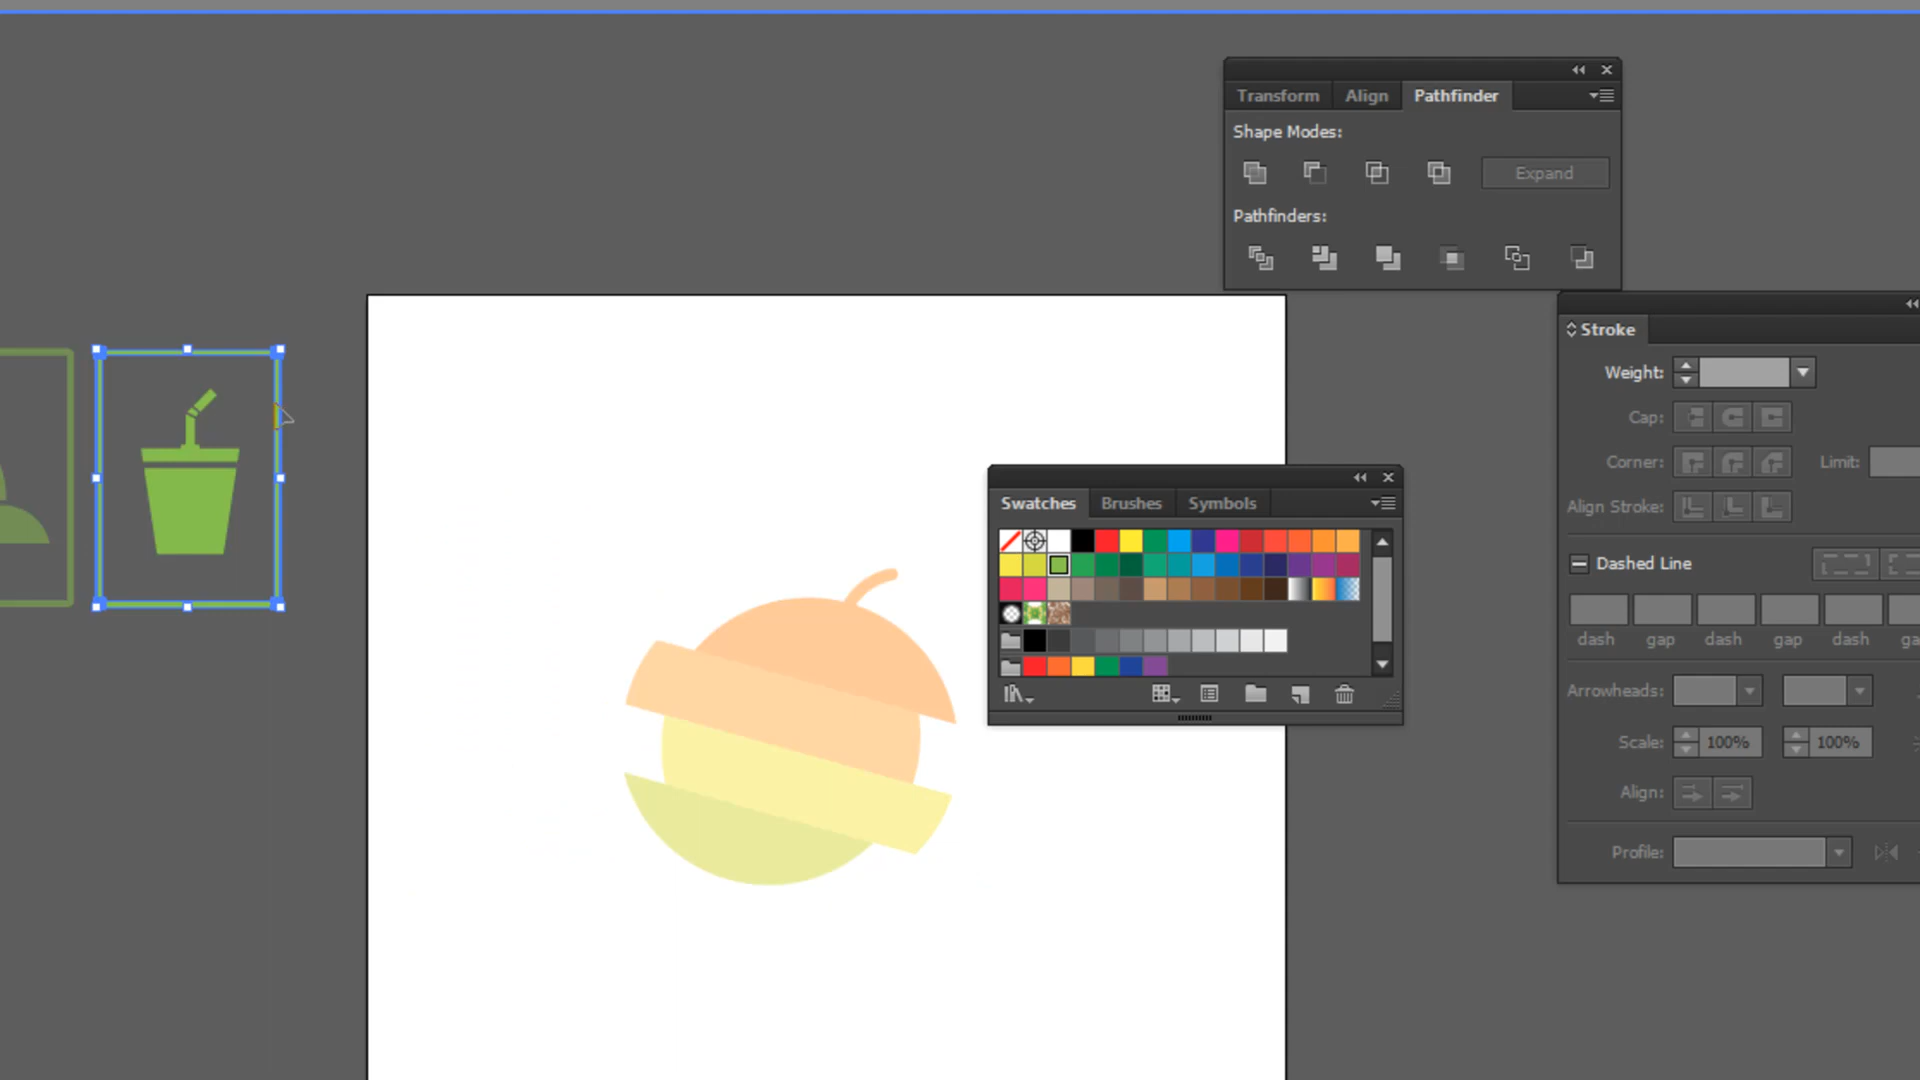 Transform Align Pathfinder
Shape Modes:
Expand
Pathfinders:
Stroke
Weight:
Cap:
Corner: Limit:
Align Stroke:
Dashed Line
dash gap dash gap dash
Arrowheads:
Scale: 100% 100%
Align:
Profile:
Swatches Brushes Symbols